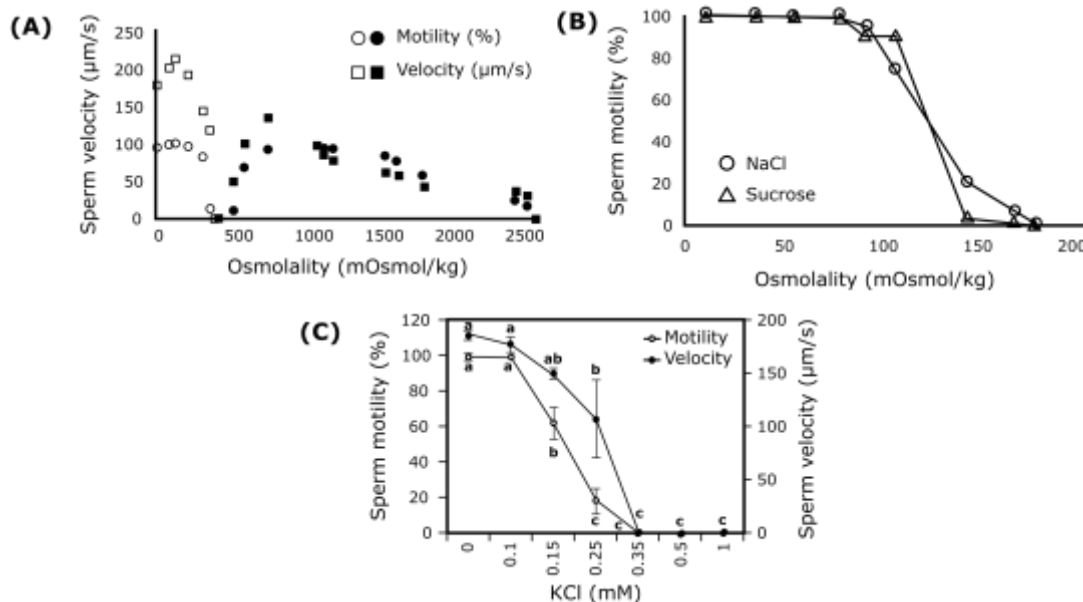 (A)
Sperm velocity (µm/s)
250
200
150
100
50
0
Motility (%)
Velocity (µm/s)
0 500 1000 1500 2000 2500
Osmolality (mOsmol/kg)
(B)
Sperm motility (%)
100
80
60
40
20
0
NaCl
Sucrose
0 50 100 150 200
Osmolality (mOsmol/kg)
(C)
Sperm motility (%)
120
100
80
60
40
20
0
Motility
Velocity
a a ab b
a a b c c c c c
200
150
100
50
0
Sperm velocity (µm/s)
0 0.1 0.15 0.25 0.35 0.5 1
KCl (mM)